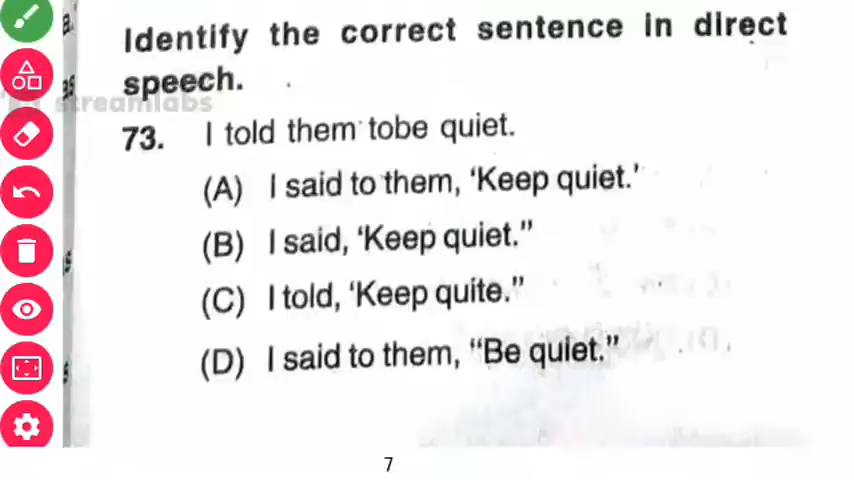 Identify the correct sentence in direct
speech.
streamlabs
73. I told them tobe quiet.
(A) I said to them, ‘Keep quiet.’
(B) I said, ‘Keep quiet.”
(C) I told, ‘Keep quite.”
(D) I said to them, “Be quiet.”
7